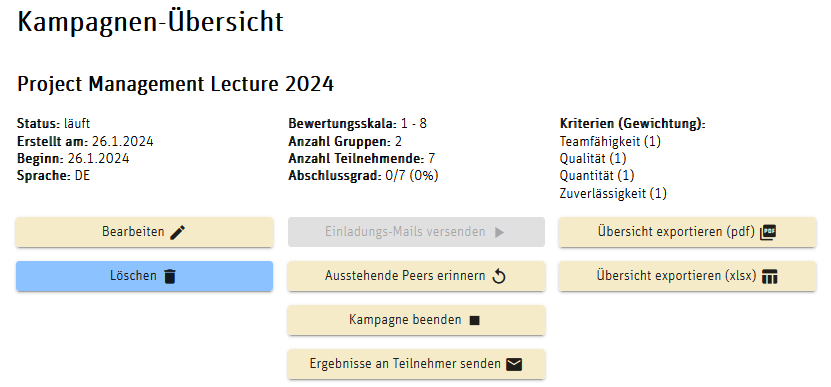 Kampagnen-Übersicht
Project Management Lecture 2024
Status: läuft
Erstellt am: 26.1.2024
Beginn: 26.1.2024
Sprache: DE
Bewertungsskala: 1 - 8
Anzahl Gruppen: 2
Anzahl Teilnehmende: 7
Abschlussgrad: 0/7 (0%)
Kriterien (Gewichtung):
Teamfähigkeit (1)
Qualität (1)
Quantität (1)
Zuverlässigkeit (1)
Bearbeiten
Einladungs-Mails versenden
Übersicht exportieren (pdf) PDF
Löschen
Ausstehende Peers erinnern
Übersicht exportieren (xlsx)
Kampagne beenden
Ergebnisse an Teilnehmer senden